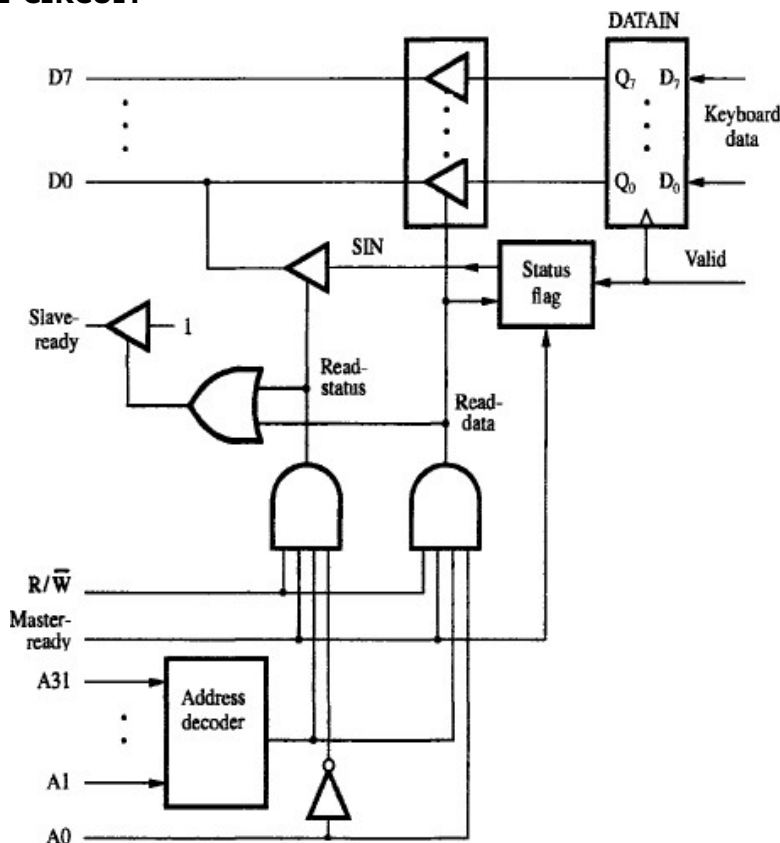 DATAIN
D7
Q₇ D₇
Keyboard
data
D0
Q₀ D₀
SIN
Status
flag
Valid
Slave-
ready
1
Read-
status
Read-
data
R/W̅
Master-
ready
A31
Address
decoder
A1
A0